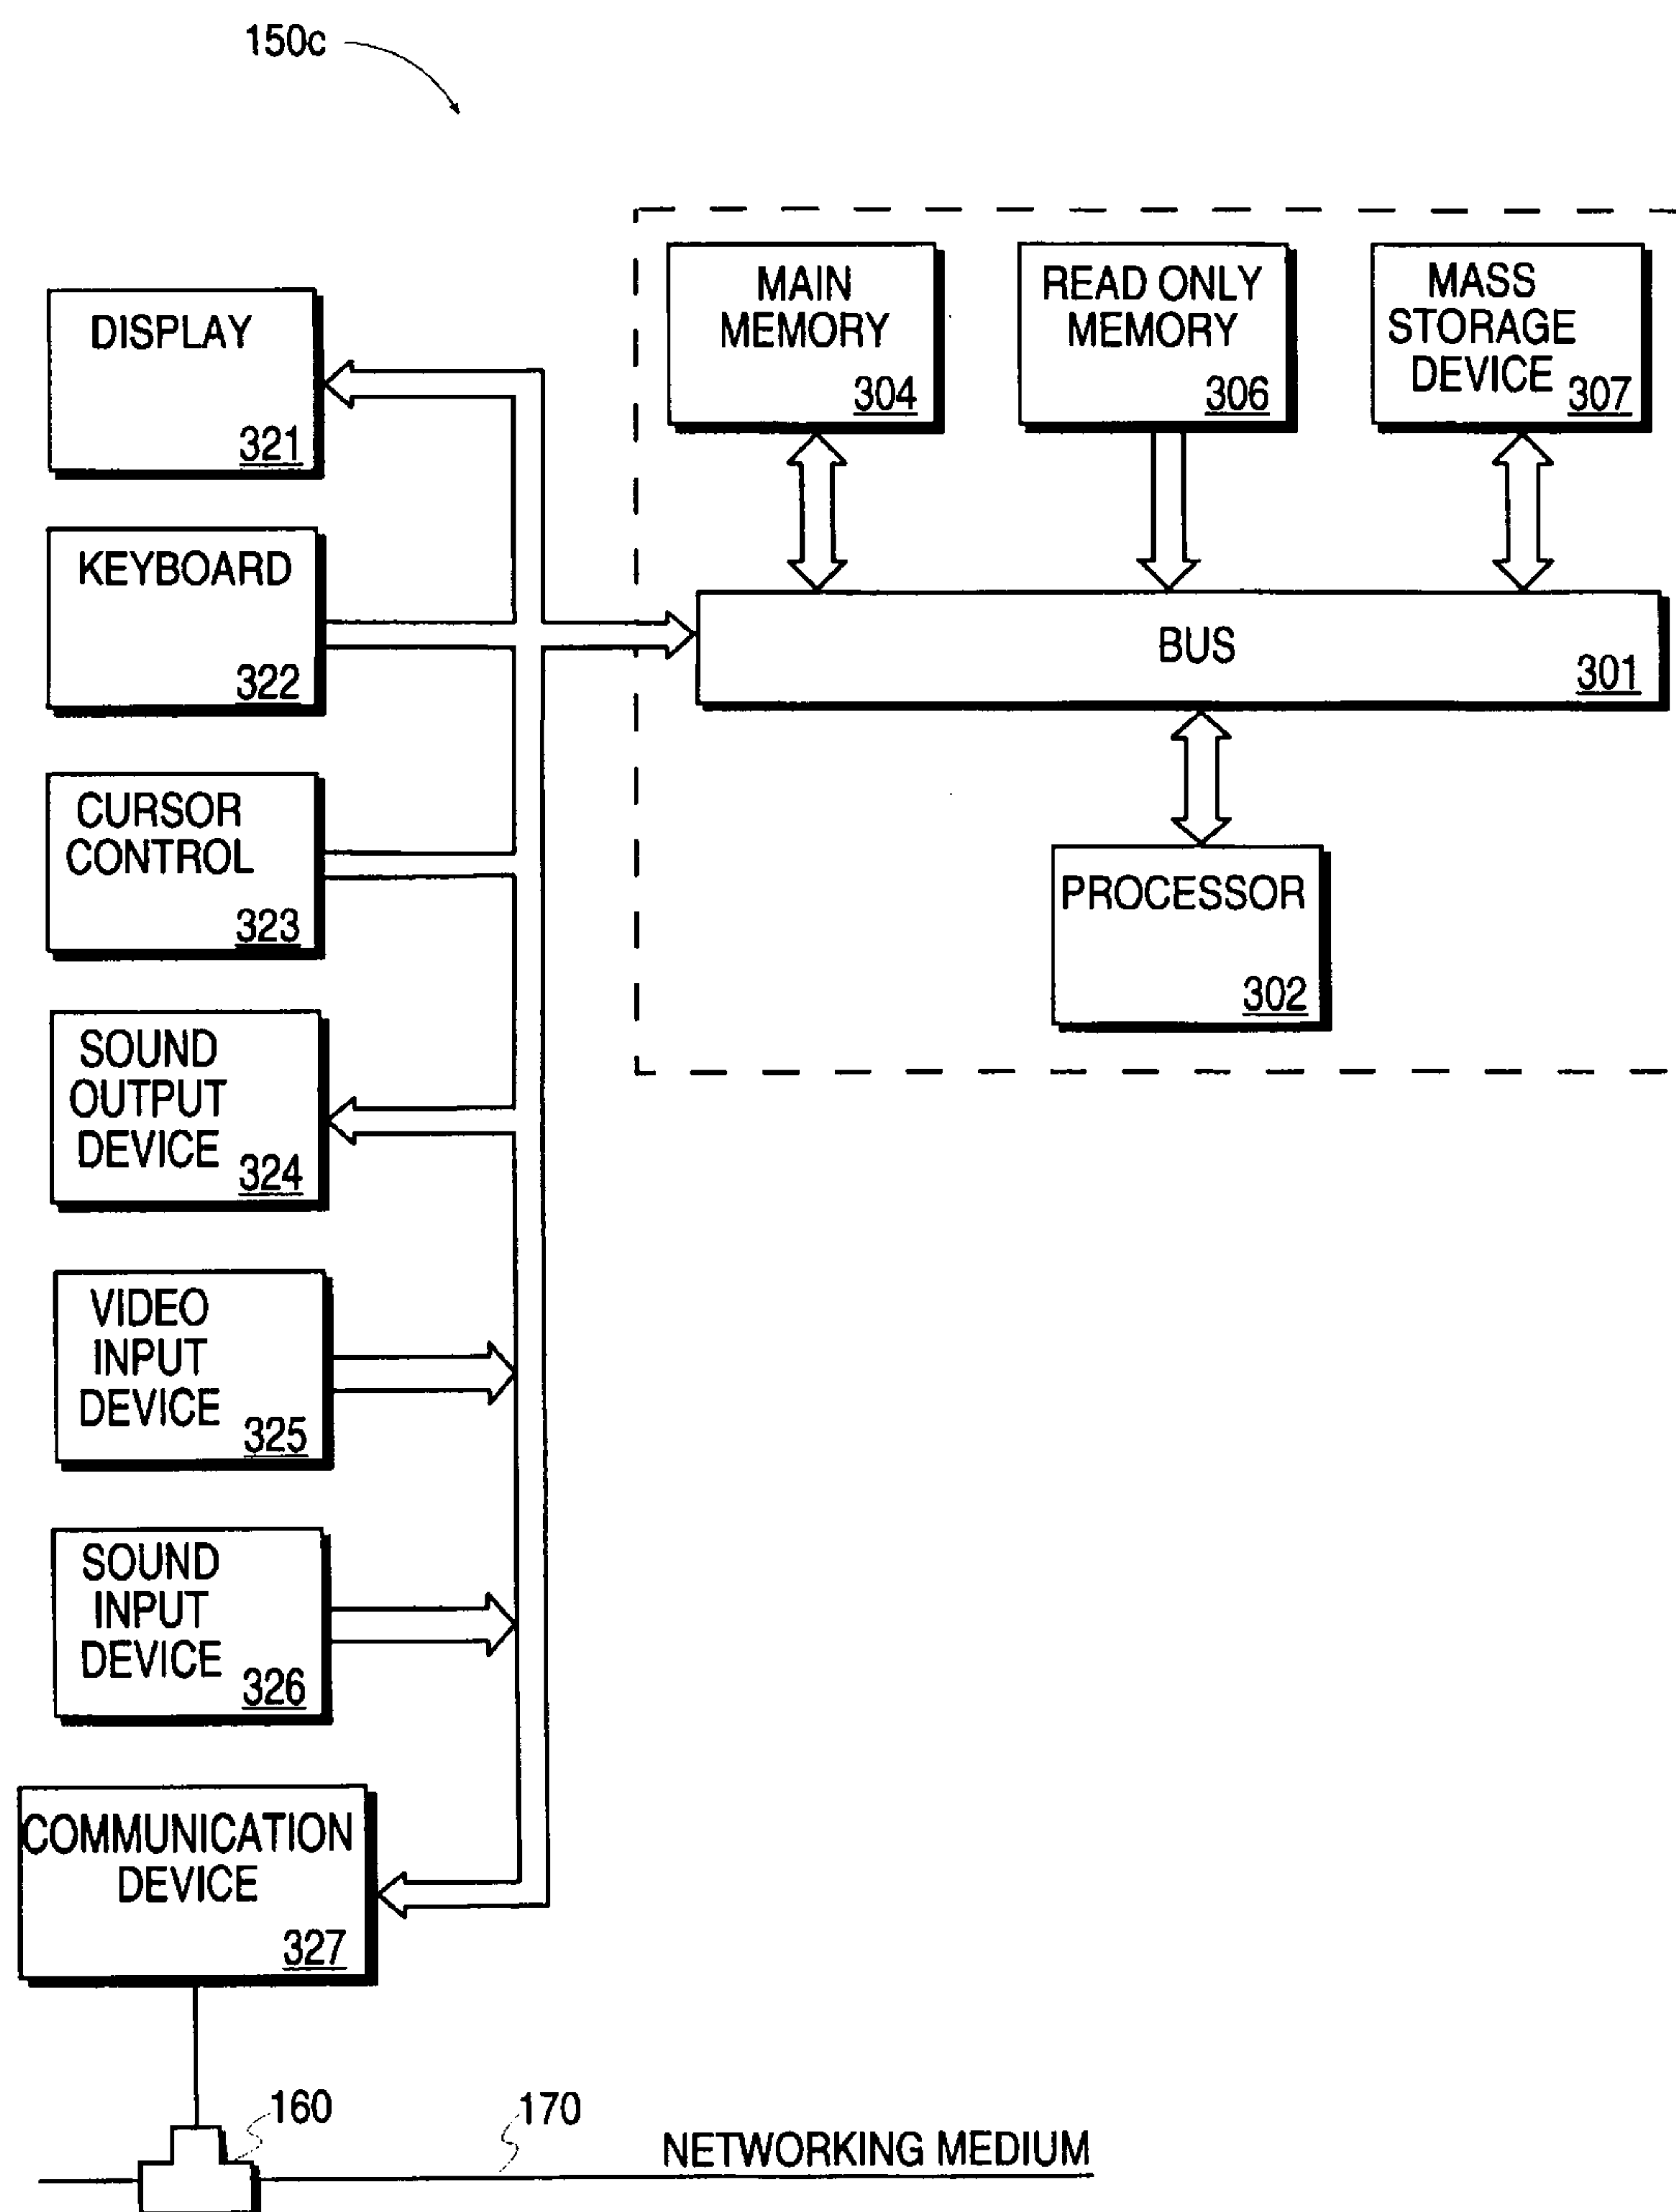 150c
MAIN
MEMORY
304
READ ONLY
MEMORY
306
MASS
STORAGE
DEVICE
307
DISPLAY
321
KEYBOARD
322
BUS
301
CURSOR
CONTROL
323
PROCESSOR
302
SOUND
OUTPUT
DEVICE
324
VIDEO
INPUT
DEVICE
325
SOUND
INPUT
DEVICE
326
COMMUNICATION
DEVICE
327
160
170
NETWORKING MEDIUM